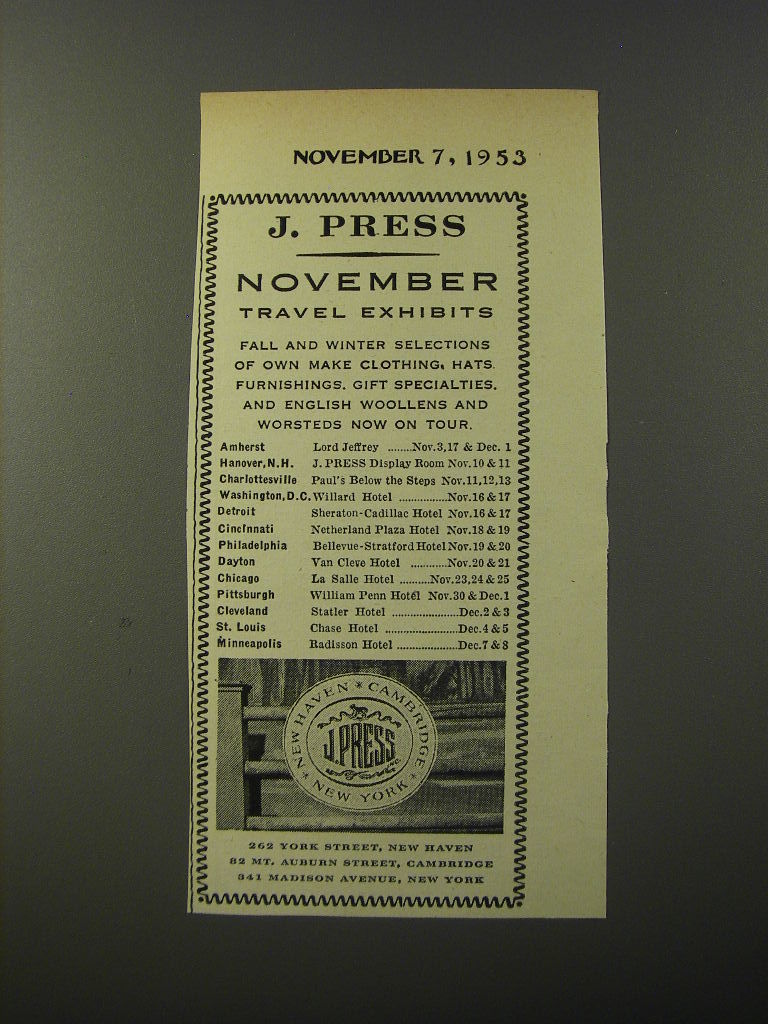 NOVEMBER 7, 1953
J. PRESS
NOVEMBER
TRAVEL EXHIBITS
FALL AND WINTER SELECTIONS
OF OWN MAKE CLOTHING, HATS.
FURNISHINGS. GIFT SPECIALTIES.
AND ENGLISH WOOLLENS AND
WORSTEDS NOW ON TOUR.
Amherst Lord Jeffrey ........Nov.3,17 & Dec. 1
Hanover,N.H. J. PRESS Display Room Nov.10 & 11
Charlottesville Paul's Below the Steps Nov.11,12,13
Washington,D.C. Willard Hotel ................Nov.16 & 17
Detroit Sheraton-Cadillac Hotel Nov.16 & 17
Cincinnati Netherland Plaza Hotel Nov.18 & 19
Philadelphia Bellevue-Stratford Hotel Nov.19 & 20
Dayton Van Cleve Hotel ............Nov.20 & 21
Chicago La Salle Hotel ..........Nov.23,24 & 25
Pittsburgh William Penn Hotel Nov.30 & Dec.1
Cleveland Statler Hotel ......................Dec.2 & 3
St. Louis Chase Hotel ........................Dec.4 & 5
Minneapolis Radisson Hotel ....................Dec.7 & 8
NEW HAVEN * CAMBRIDGE * NEW YORK *
J. PRESS
INC.
262 YORK STREET, NEW HAVEN
82 MT. AUBURN STREET, CAMBRIDGE
341 MADISON AVENUE, NEW YORK